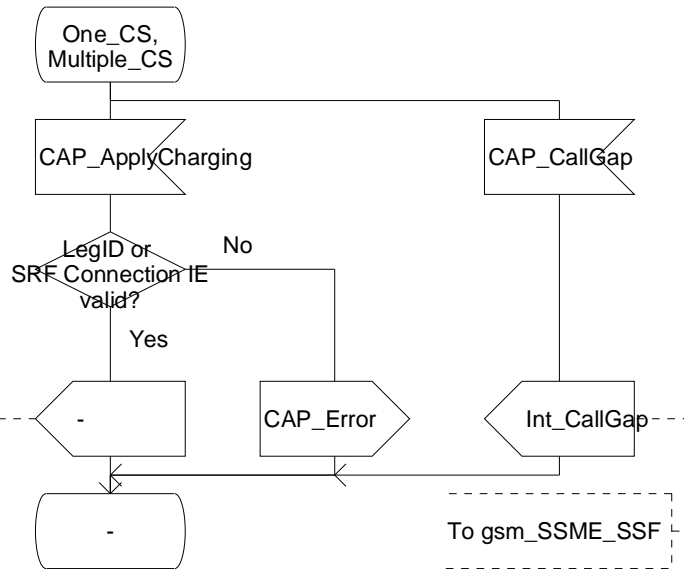 One_CS,
Multiple_CS
CAP_ApplyCharging
CAP_CallGap
LegID or
SRF Connection IE
valid?
No
Yes
-
CAP_Error
Int_CallGap
-
To gsm_SSME_SSF